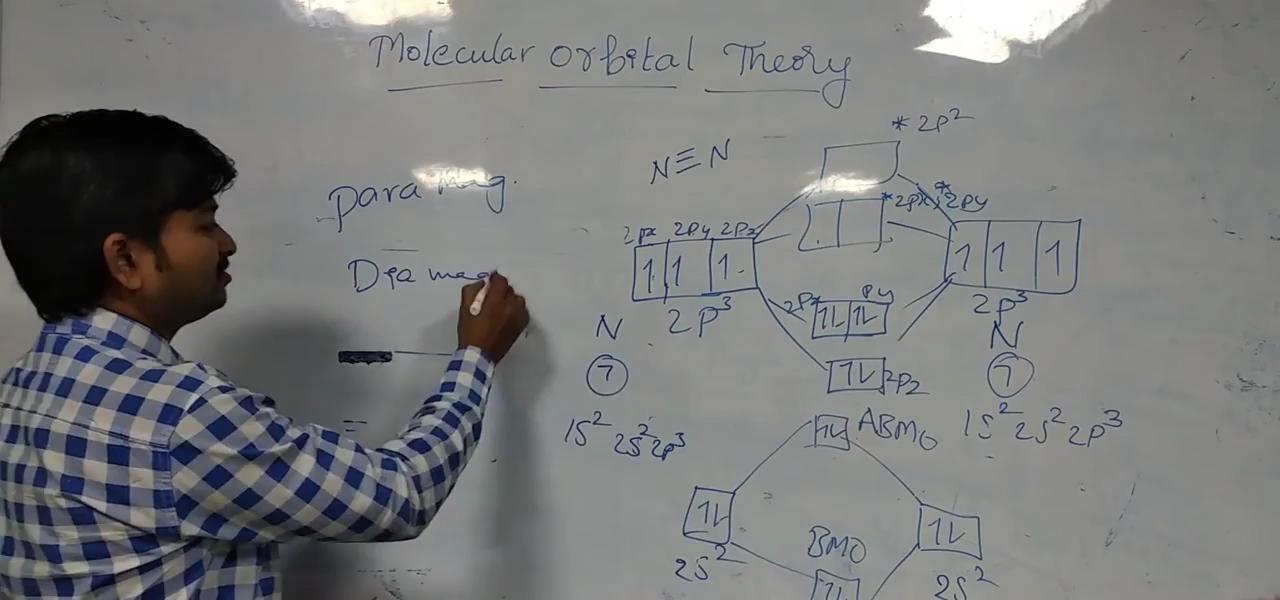 Molecular Orbital Theory
N≡N
* 2p²
Para mag.
*2px, *2py
2px 2py 2pz
1 1 1
1 1 1
Dia mag
2p³
2p³
2px py
1L 1L
N
N
1L 2pz
7
7
1S² 2S² 2p³
1L ABMO
1S² 2S² 2p³
1L
1L
2S²
BMO
2S²
1L